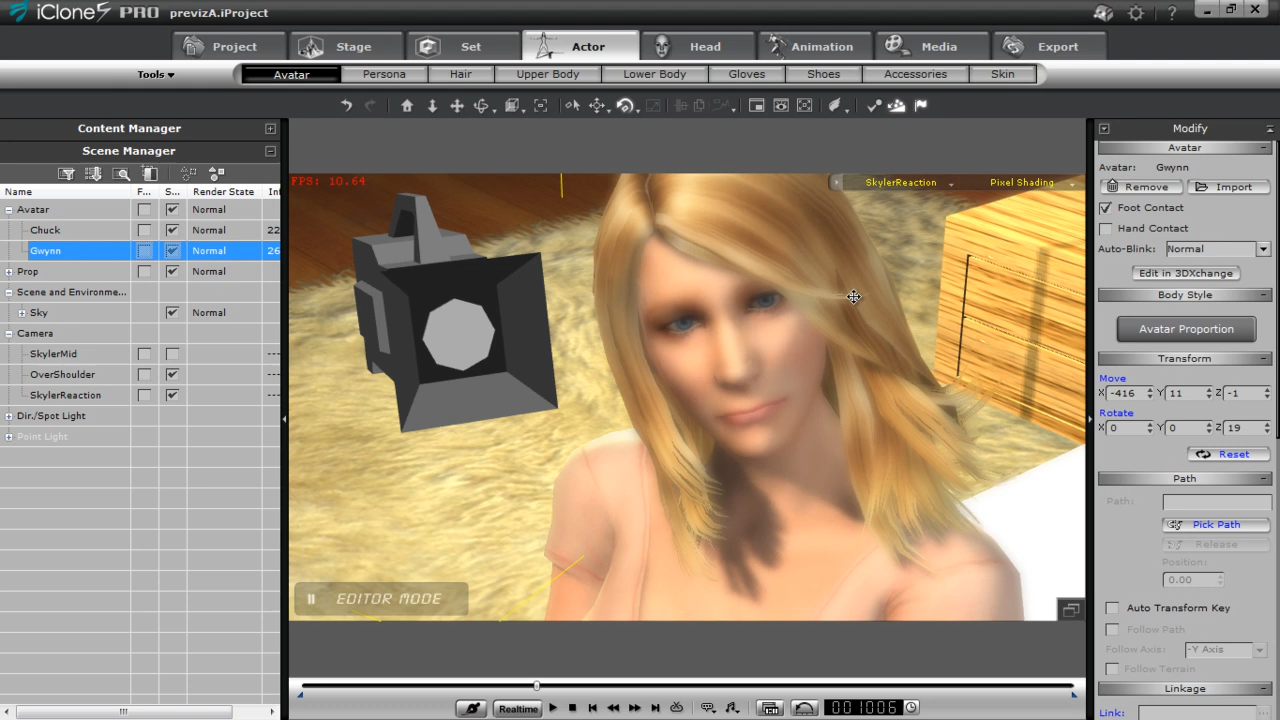 iClone5 PRO previzA.iProject
Project Stage Set Actor Head Animation Media Export
Tools Avatar Persona Hair Upper Body Lower Body Gloves Shoes Accessories Skin
Content Manager
Scene Manager
Name F... S... Render State
Avatar Normal
Chuck Normal 22
Gwynn Normal 26
Prop Normal
Scene and Environme...
Sky Normal
Camera
SkylerMid ---
OverShoulder ---
SkylerReaction ---
Dir./Spot Light
Point Light
FPS: 10.64
SkylerReaction Pixel Shading
EDITOR MODE
Realtime 001006
Modify
Avatar
Avatar: Gwynn
Remove Import
Foot Contact
Hand Contact
Auto-Blink: Normal
Edit in 3DXchange
Body Style
Avatar Proportion
Transform
Move
X -416 Y 11 Z -1
Rotate
X 0 Y 0 Z 19
Reset
Path
Path:
Pick Path
Release
Position:
0.00
Auto Transform Key
Follow Path
Follow Axis: -Y Axis
Follow Terrain
Linkage
Link: